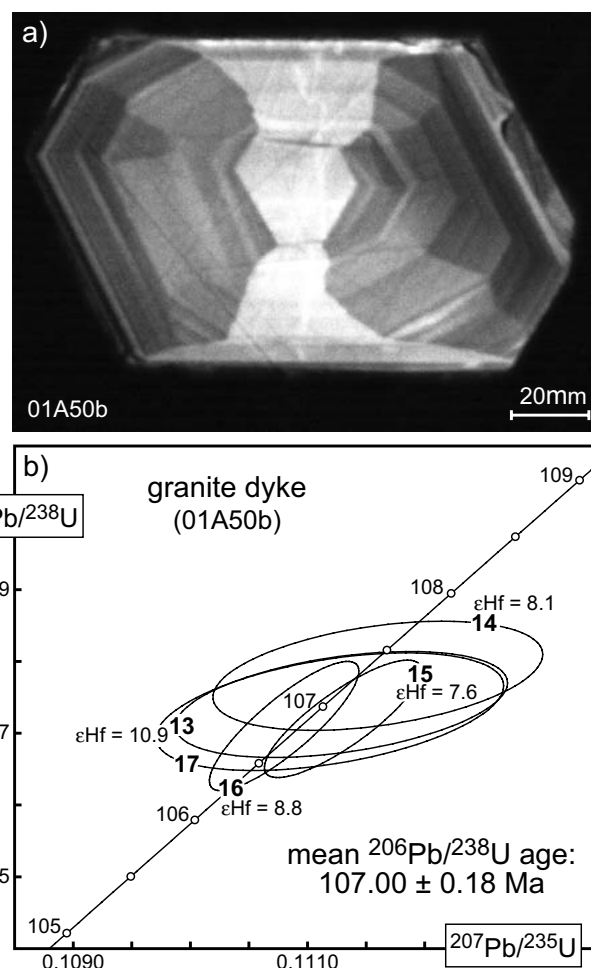 a)
01A50b
20mm
b)
granite dyke
(01A50b)
Pb/²³⁸U
109
108
107
106
105
εHf = 8.1
14
15
εHf = 7.6
13
εHf = 10.9
17
16
εHf = 8.8
9
7
5
mean ²⁰⁶Pb/²³⁸U age:
107.00 ± 0.18 Ma
²⁰⁷Pb/²³⁵U
0.1090
0.1110